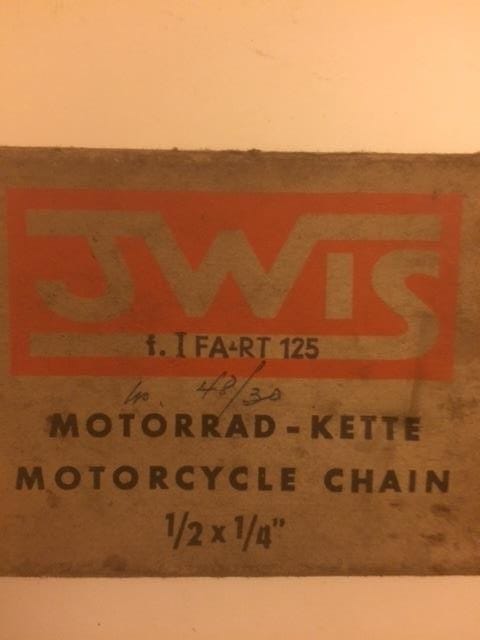 JWIS
f. IFA-RT 125
48/30
MOTORRAD-KETTE
MOTORCYCLE CHAIN
1/2 x 1/4"